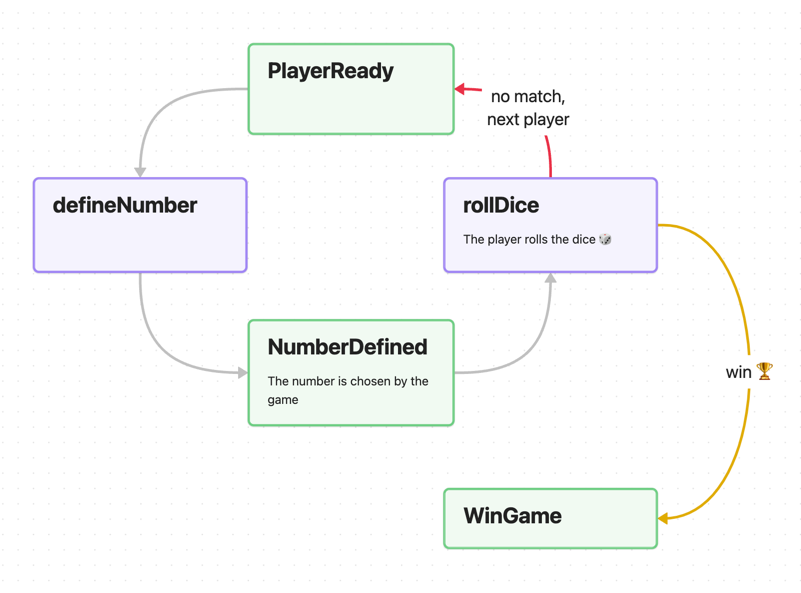 PlayerReady
no match,
next player
defineNumber
rollDice
The player rolls the dice 🎲
NumberDefined
The number is chosen by the
game
win 🏆
WinGame